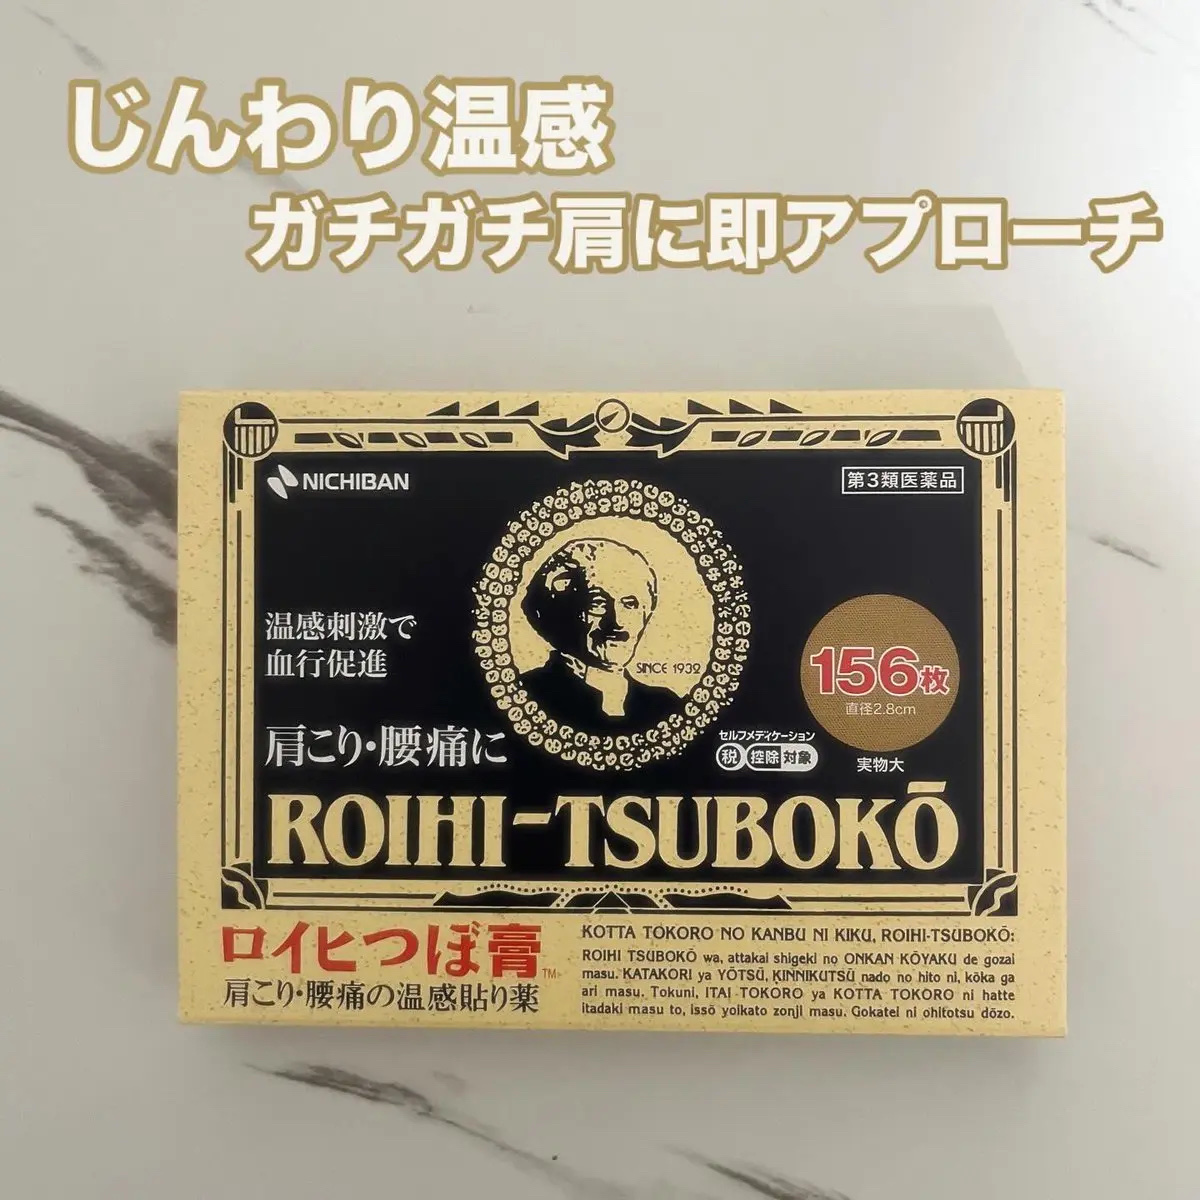 じんわり温感
ガチガチ肩に即アプローチ
NICHIBAN
第3類医薬品
温感刺激で
血行促進
SINCE 1932
156枚
直径2.8cm
実物大
肩こり・腰痛に
セルフメディケーション
税 控除 対象
ROIHI-TSUBOKŌ
ロイヒつぼ膏™
肩こり・腰痛の温感貼り薬
KOTTA TOKORO NO KANBU NI KIKU, ROIHI-TSUBOKŌ:
ROIHI TSUBOKŌ wa, attakai shigeki no ONKAN KŌYAKU de gozai
masu. KATAKORI ya YŌTSŪ, KINNIKUTSŪ nado no hito ni, kōka ga
ari masu. Tokuni, ITAI TOKORO ya KOTTA TOKORO ni hatte
itadaki masu to, issō yoikato zonji masu. Gokatei ni ohitotsu dōzo.